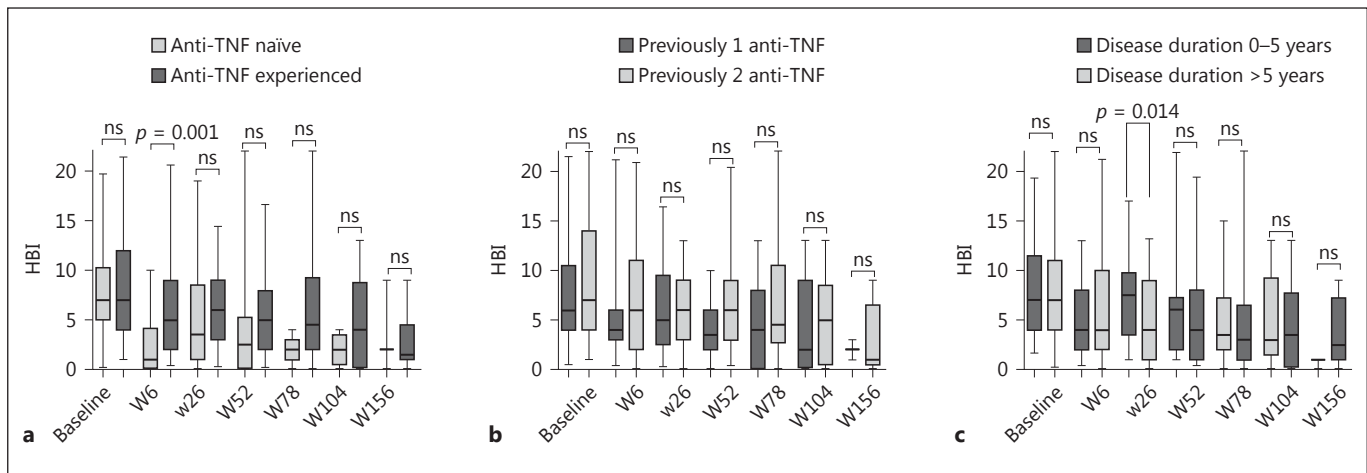 Anti-TNF naïve
Anti-TNF experienced
ns
p = 0.001
ns
ns
ns
ns
ns
20
15
10
5
0
HBI
Baseline
W6
w26
W52
W78
W104
W156
a
Previously 1 anti-TNF
Previously 2 anti-TNF
ns
ns
ns
ns
ns
ns
ns
20
15
10
5
0
HBI
Baseline
W6
w26
W52
W78
W104
W156
b
Disease duration 0–5 years
Disease duration >5 years
ns
ns
p = 0.014
ns
ns
ns
ns
20
15
10
5
0
HBI
Baseline
W6
w26
W52
W78
W104
W156
c